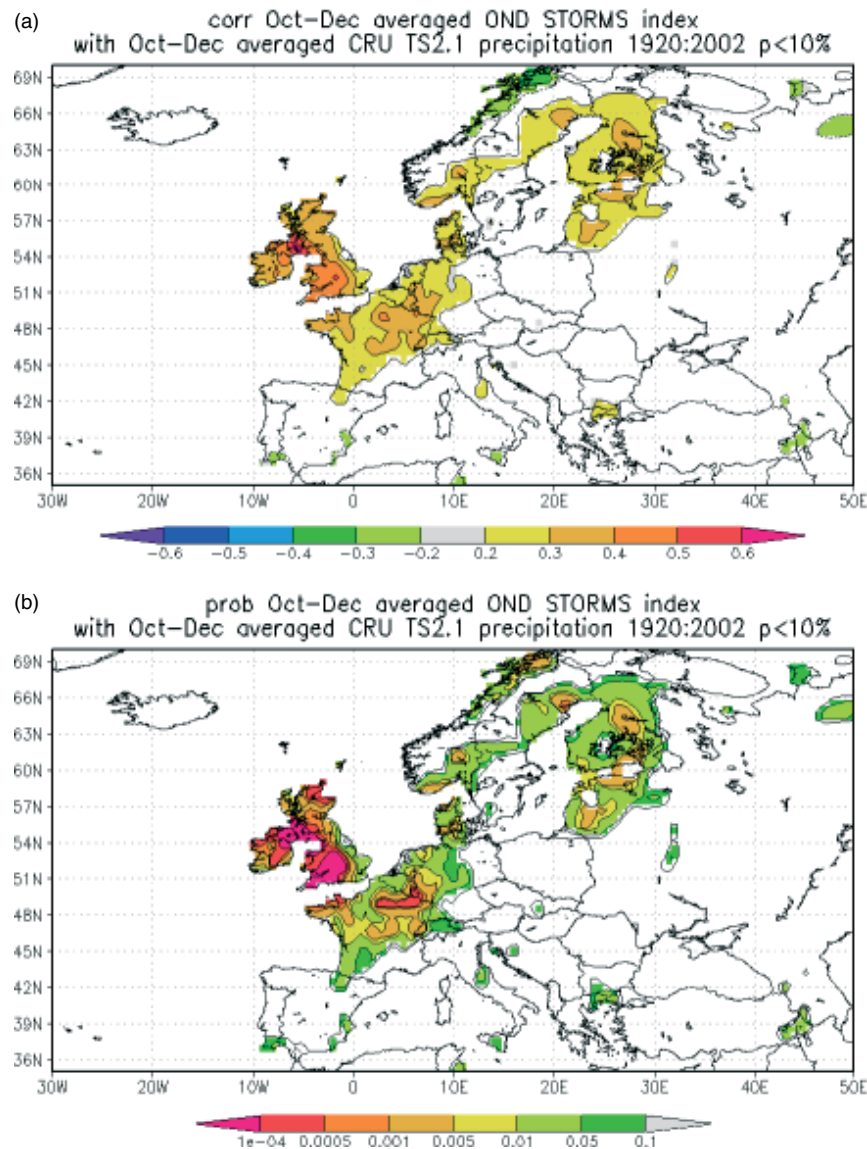 (a)
corr Oct-Dec averaged OND STORMS index
with Oct-Dec averaged CRU TS2.1 precipitation 1920:2002 p<10%
69N
66N
63N
60N
57N
54N
51N
48N
45N
42N
39N
36N
30W 20W 10W 0 10E 20E 30E 40E 50E
-0.6 -0.5 -0.4 -0.3 -0.2 0.2 0.3 0.4 0.5 0.6
(b)
prob Oct-Dec averaged OND STORMS index
with Oct-Dec averaged CRU TS2.1 precipitation 1920:2002 p<10%
69N
66N
63N
60N
57N
54N
51N
48N
45N
42N
39N
36N
30W 20W 10W 0 10E 20E 30E 40E 50E
1e-04 0.0005 0.001 0.005 0.01 0.05 0.1